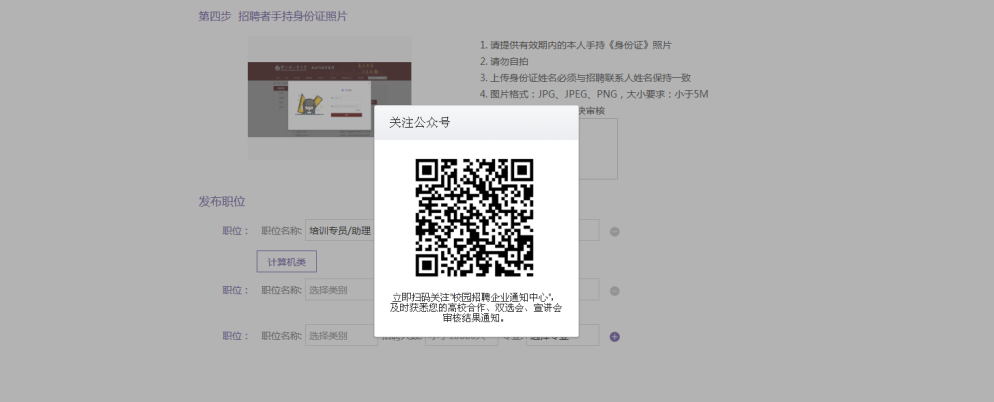 第四步 招聘者手持身份证照片
1. 请提供有效期内的本人手持《身份证》照片
2. 请勿自拍
3. 上传身份证姓名必须与招聘联系人姓名保持一致
4. 图片格式：JPG、JPEG、PNG，大小要求：小于5M
快审核
关注公众号
发布职位
职位： 职位名称: 培训专员/助理
计算机类
职位： 职位名称: 选择类别
立即扫码关注“校园招聘企业通知中心”，
及时获悉您的高校合作、双选会、宣讲会
审核结果通知。
职位： 职位名称: 选择类别